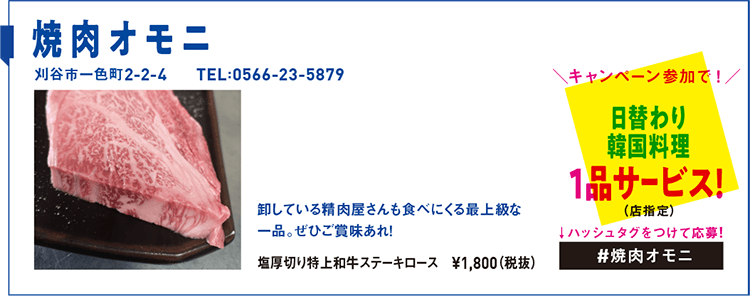 焼肉オモニ
刈谷市一色町2-2-4 TEL:0566-23-5879
卸している精肉屋さんも食べにくる最上級な
一品。ぜひご賞味あれ!
塩厚切り特上和牛ステーキロース ¥1,800(税抜)
＼キャンペーン参加で!／
日替わり
韓国料理
1品サービス!
(店指定)
↓ハッシュタグをつけて応募!
#焼肉オモニ